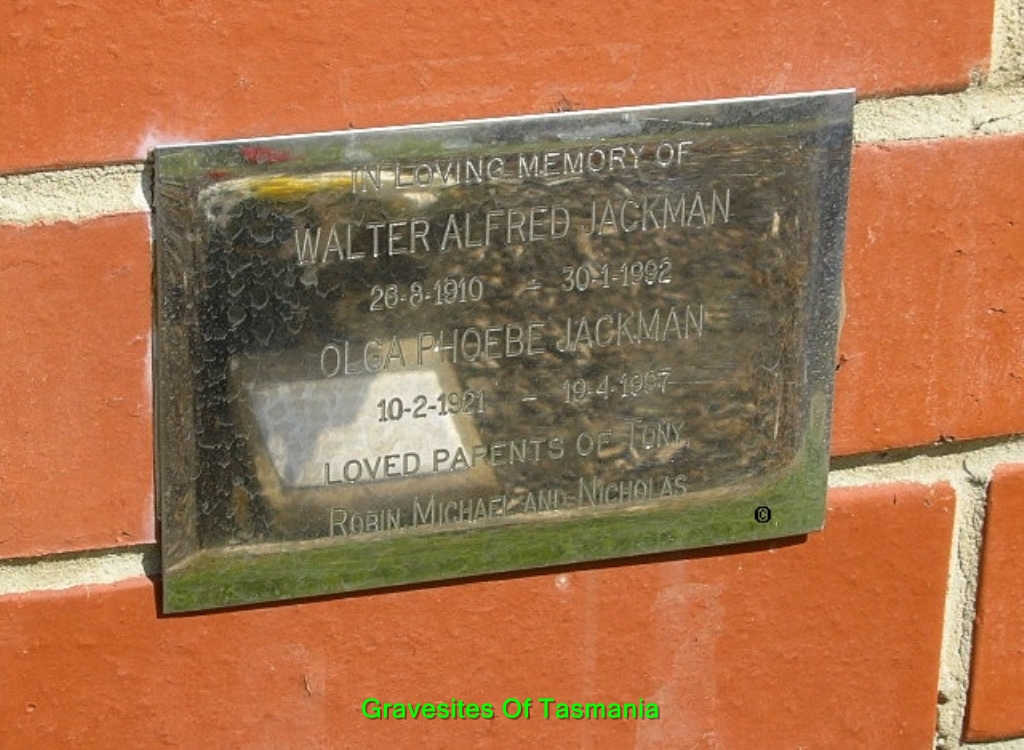 IN LOVING MEMORY OF
WALTER ALFRED JACKMAN
26-8-1910 - 30-1-1992
OLGA PHOEBE JACKMAN
10-2-1921 - 19-4-1997
LOVED PARENTS OF TONY,
ROBIN, MICHAEL AND NICHOLAS
©
Gravesites Of Tasmania